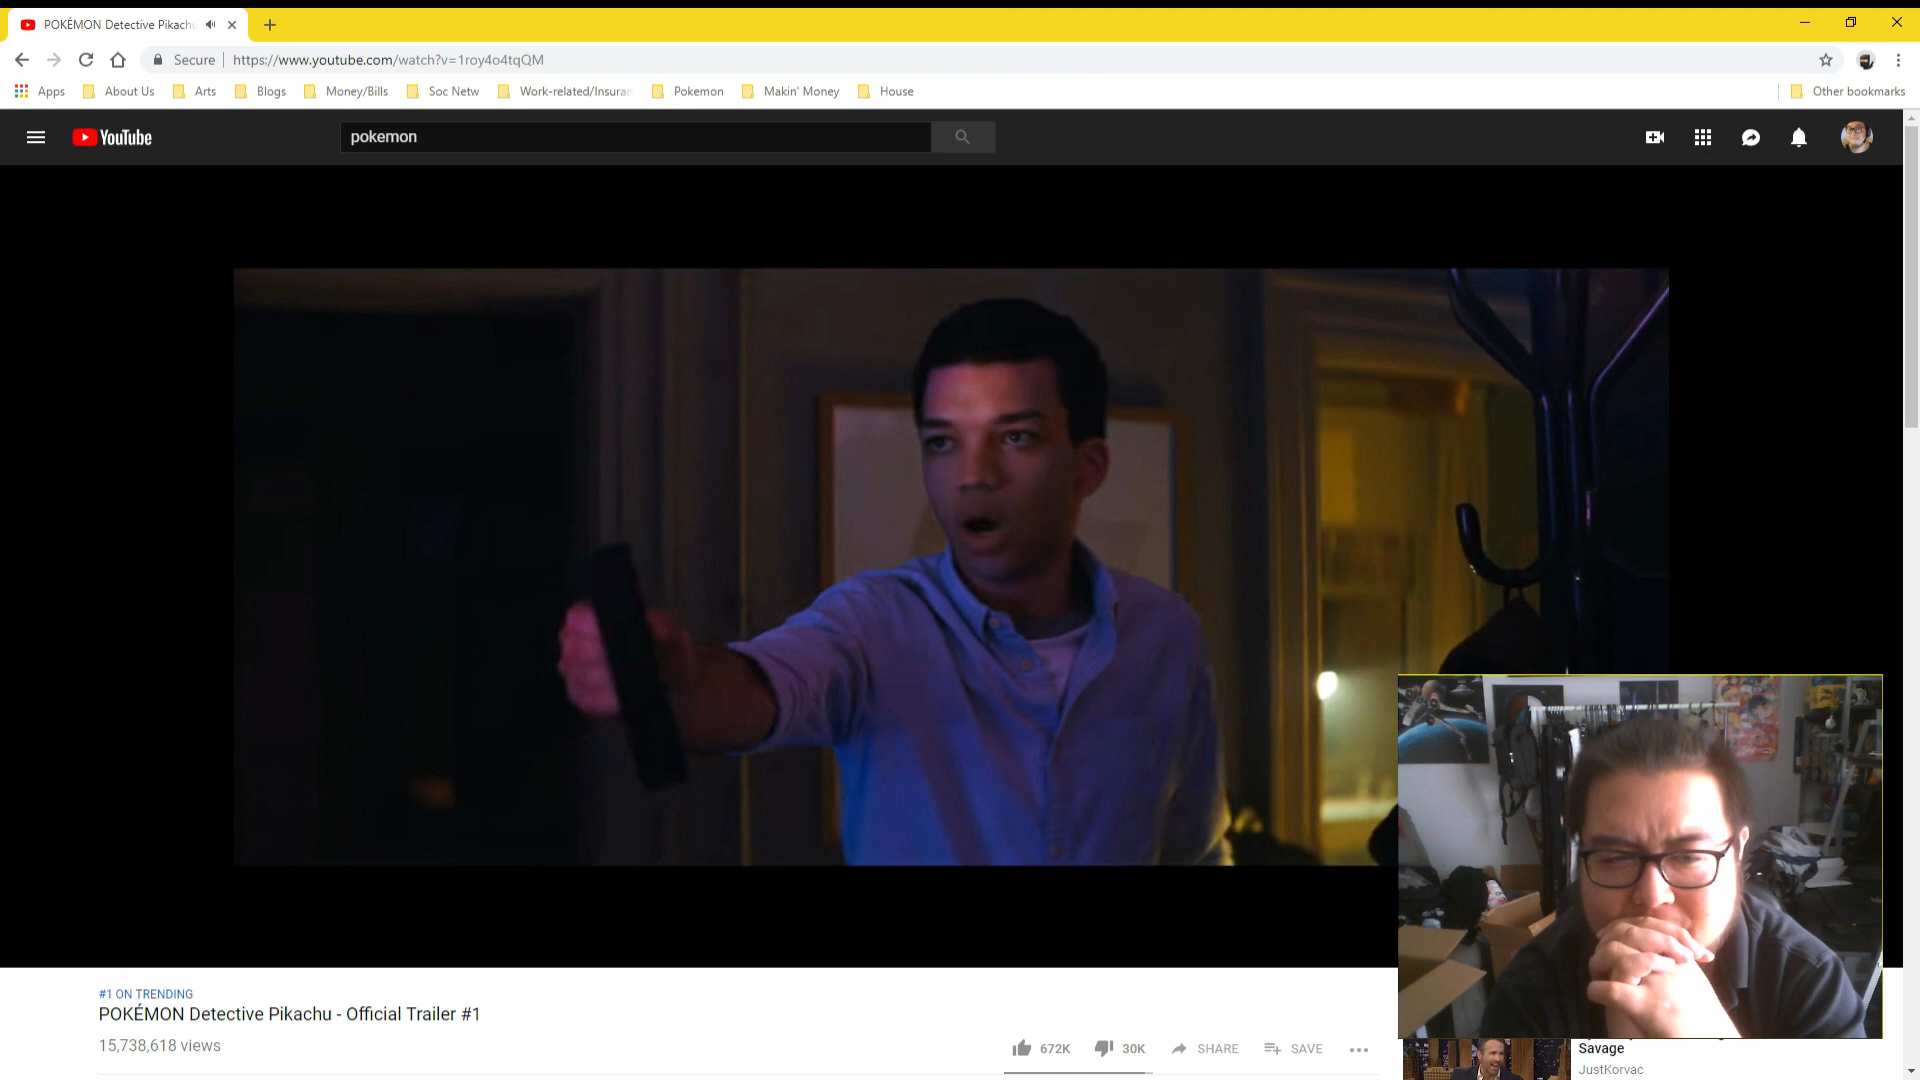 POKÉMON Detective Pikach
Secure
https://www.youtube.com/watch?v=1roy4o4tqQM
Apps
About Us
Arts
Blogs
Money/Bills
Soc Netw
Work-related/Insuran
Pokemon
Makin' Money
House
Other bookmarks
YouTube
pokemon
#1 ON TRENDING
POKÉMON Detective Pikachu - Official Trailer #1
15,738,618 views
672K
30K
SHARE
SAVE
Savage
JustKorvac